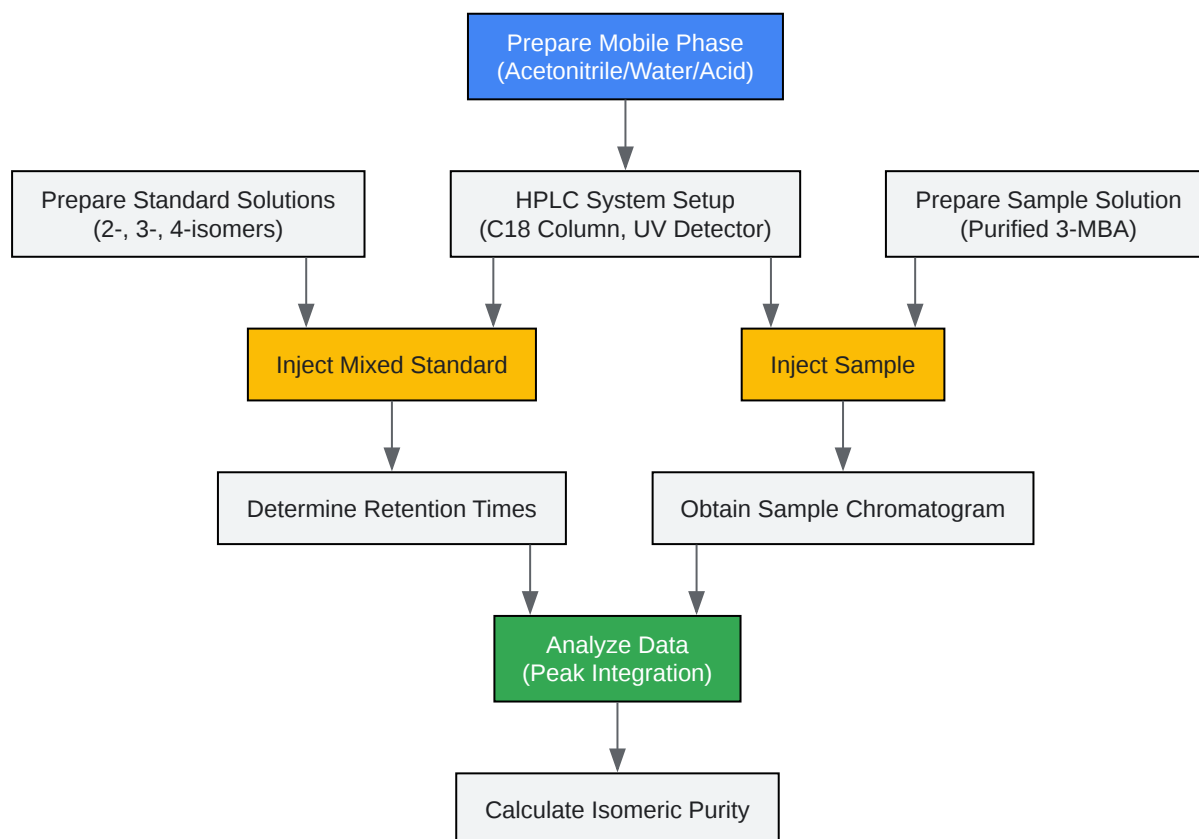 Prepare Mobile Phase
(Acetonitrile/Water/Acid)
Prepare Standard Solutions
(2-, 3-, 4-isomers)
HPLC System Setup
(C18 Column, UV Detector)
Prepare Sample Solution
(Purified 3-MBA)
Inject Mixed Standard
Inject Sample
Determine Retention Times
Obtain Sample Chromatogram
Analyze Data
(Peak Integration)
Calculate Isomeric Purity